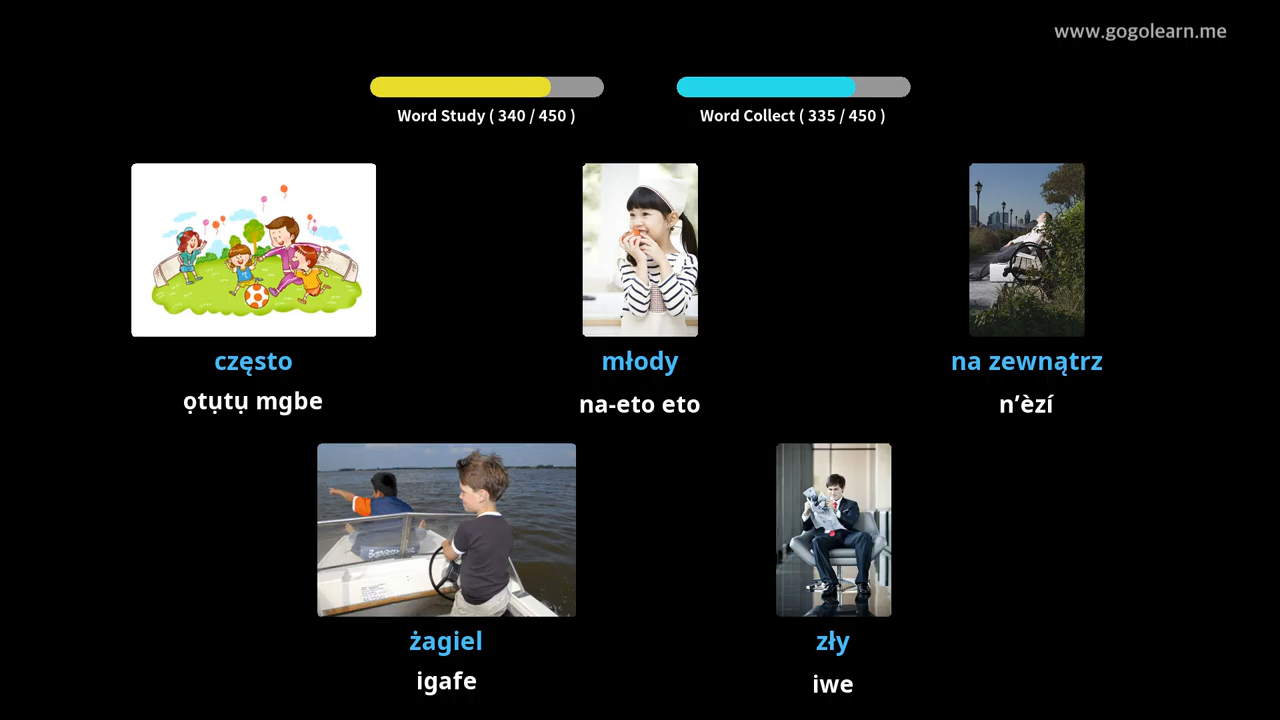 www.gogolearn.me
Word Study ( 340 / 450 )
Word Collect ( 335 / 450 )
często
młody
na zewnątrz
ọtụtụ mgbe
na-eto eto
n’èzí
żagiel
zły
igafe
iwe